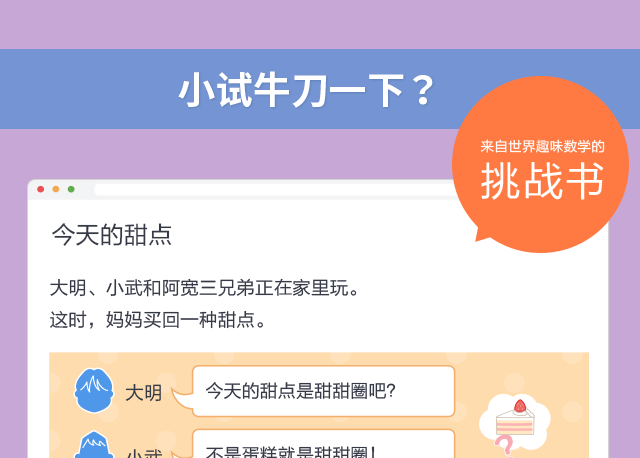 小试牛刀一下？
来自世界趣味数学的
挑战书
今天的甜点
大明、小武和阿宽三兄弟正在家里玩。
这时，妈妈买回一种甜点。
大明
今天的甜点是甜甜圈吧？
小武
不是蛋糕就是甜甜圈！